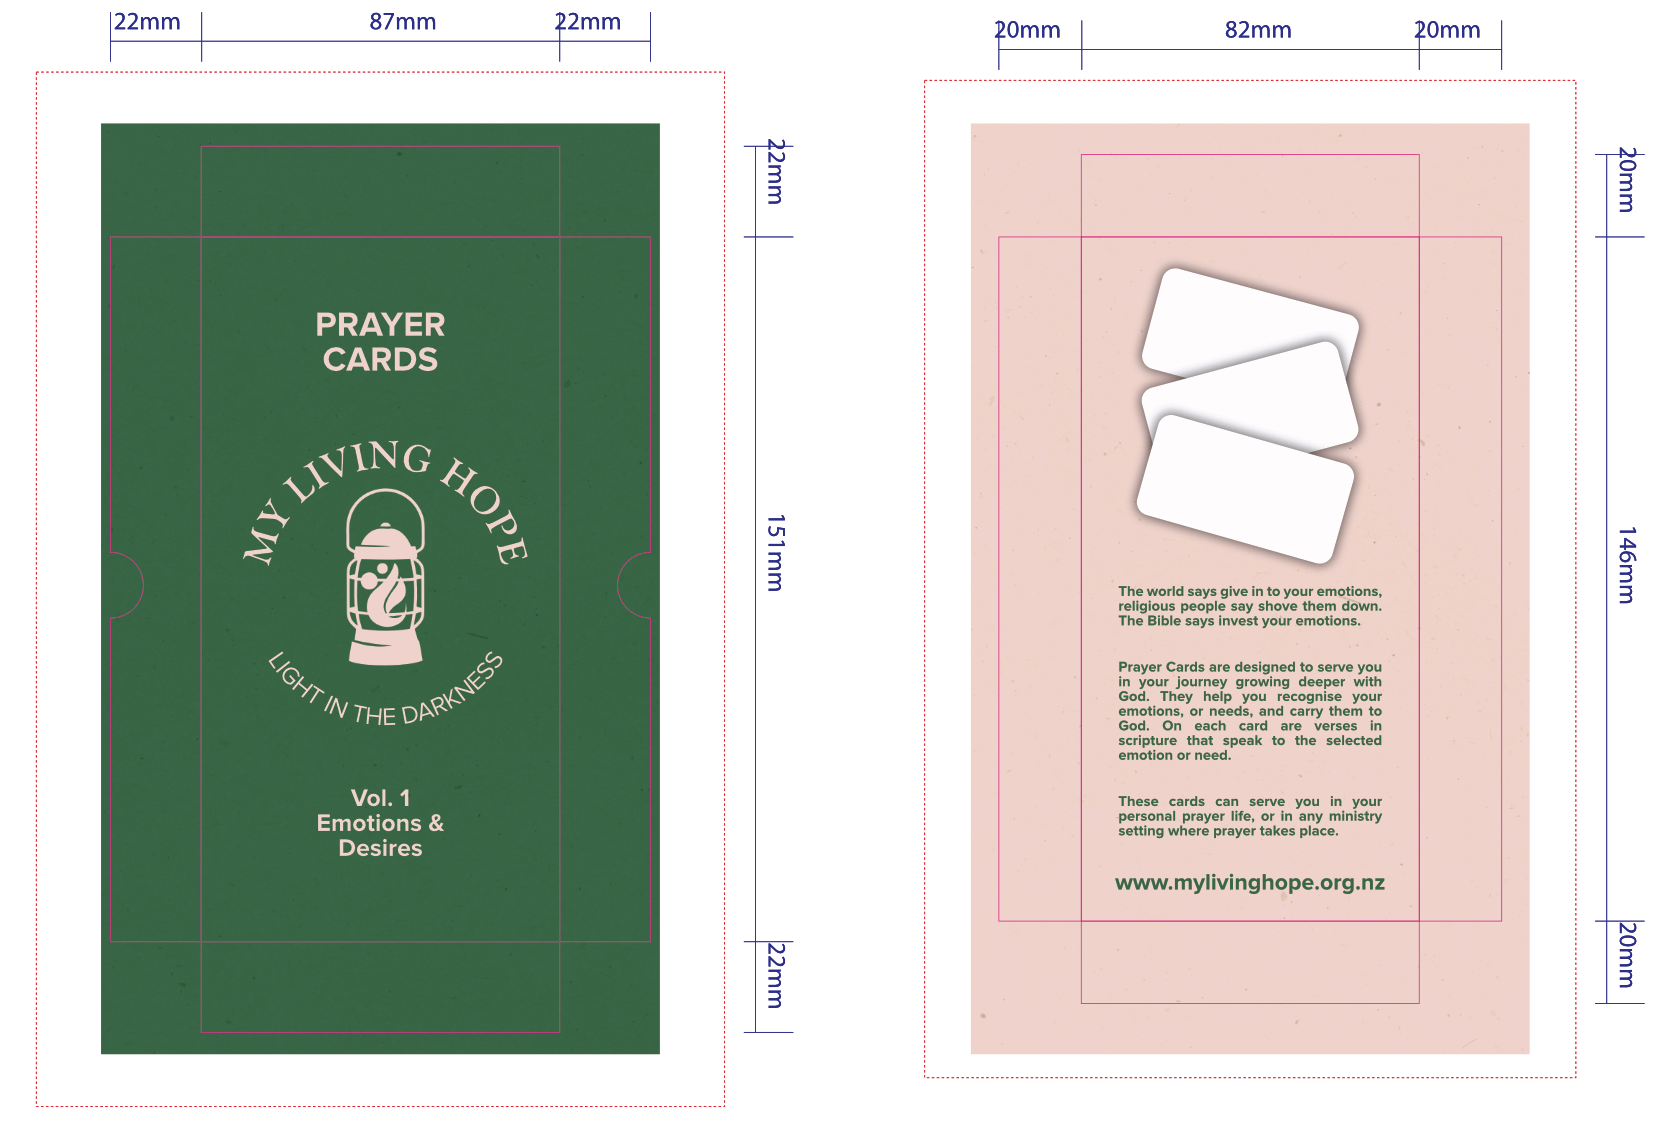 22mm
87mm
22mm
22mm
151mm
22mm
PRAYER
CARDS
MY LIVING HOPE
LIGHT IN THE DARKNESS
Vol. 1
Emotions &
Desires
20mm
82mm
20mm
20mm
146mm
20mm
The world says give in to your emotions,
religious people say shove them down.
The Bible says invest your emotions.
Prayer Cards are designed to serve you
in your journey growing deeper with
God. They help you recognise your
emotions, or needs, and carry them to
God. On each card are verses in
scripture that speak to the selected
emotion or need.
These cards can serve you in your
personal prayer life, or in any ministry
setting where prayer takes place.
www.mylivinghope.org.nz